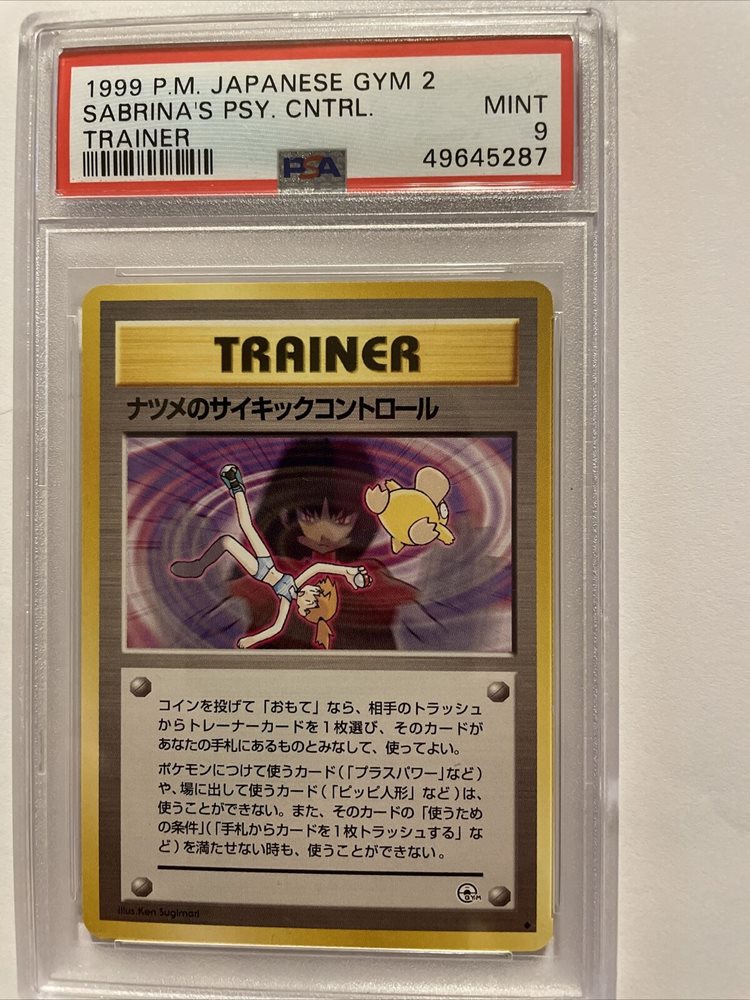 1999 P.M. JAPANESE GYM 2
SABRINA'S PSY. CNTRL. MINT
TRAINER 9
49645287
PSA
TRAINER
ナツメのサイキックコントロール
コインを投げて「おもて」なら、相手のトラッシュ
からトレーナーカードを1枚選び、そのカードが
あなたの手札にあるものとみなして、使ってよい。
ポケモンにつけて使うカード(「プラスパワー」など)
や、場に出して使うカード(「ピッピ人形」など)は、
使うことができない。また、そのカードの「使うため
の条件」(「手札からカードを1枚トラッシュする」な
ど)を満たせない時も、使うことができない。
GYM
Illus. Ken Sugimori